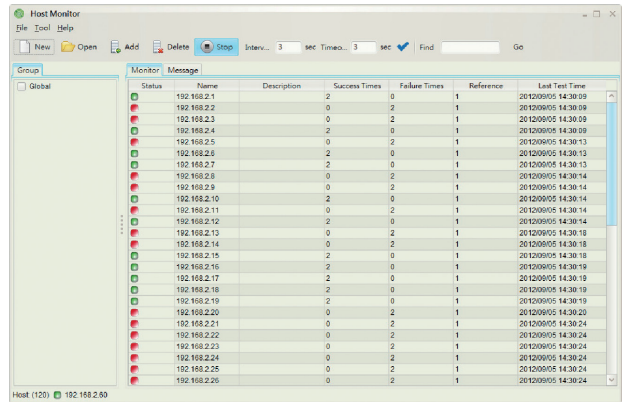 Host Monitor
File Tool Help
New Open Add Delete Stop Interv... 3 sec Timeo... 3 sec Find Go
Group Monitor Message
Global
Status Name Description Success Times Failure Times Reference Last Test Time
192.168.2.1 2 0 1 2012/09/05 14:30:09
192.168.2.2 0 2 1 2012/09/05 14:30:09
192.168.2.3 0 2 1 2012/09/05 14:30:09
192.168.2.4 2 0 1 2012/09/05 14:30:09
192.168.2.5 0 2 1 2012/09/05 14:30:13
192.168.2.6 2 0 1 2012/09/05 14:30:13
192.168.2.7 2 0 1 2012/09/05 14:30:13
192.168.2.8 0 2 1 2012/09/05 14:30:14
192.168.2.9 0 2 1 2012/09/05 14:30:14
192.168.2.10 2 0 1 2012/09/05 14:30:14
192.168.2.11 0 2 1 2012/09/05 14:30:14
192.168.2.12 2 0 1 2012/09/05 14:30:14
192.168.2.13 0 2 1 2012/09/05 14:30:18
192.168.2.14 0 2 1 2012/09/05 14:30:18
192.168.2.15 2 0 1 2012/09/05 14:30:18
192.168.2.16 2 0 1 2012/09/05 14:30:19
192.168.2.17 2 0 1 2012/09/05 14:30:19
192.168.2.18 2 0 1 2012/09/05 14:30:19
192.168.2.19 2 0 1 2012/09/05 14:30:19
192.168.2.20 0 2 1 2012/09/05 14:30:20
192.168.2.21 0 2 1 2012/09/05 14:30:24
192.168.2.22 0 2 1 2012/09/05 14:30:24
192.168.2.23 0 2 1 2012/09/05 14:30:24
192.168.2.24 0 2 1 2012/09/05 14:30:24
192.168.2.25 0 2 1 2012/09/05 14:30:24
192.168.2.26 0 2 1 2012/09/05 14:30:24
Host (120) 192.168.2.60